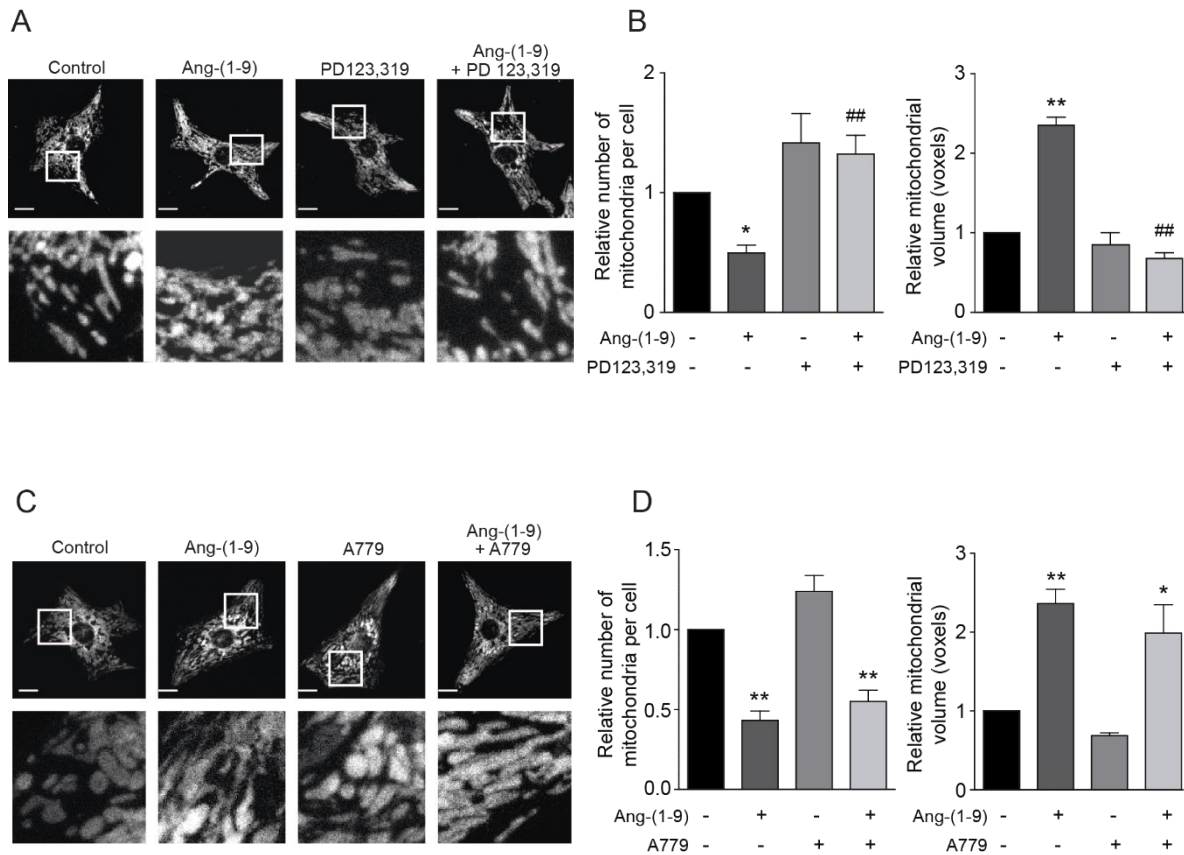 A
Control
Ang-(1-9)
PD123,319
Ang-(1-9)
+ PD 123,319
B
Relative number of
mitochondria per cell
2
1
0
*
##
Ang-(1-9) - + - +
PD123,319 - - + +
Relative mitochondrial
volume (voxels)
3
2
1
0
**
##
Ang-(1-9) - + - +
PD123,319 - - + +
C
Control
Ang-(1-9)
A779
Ang-(1-9)
+ A779
D
Relative number of
mitochondria per cell
1.5
1.0
0.5
0.0
**
**
Ang-(1-9) - + - +
A779 - - + +
Relative mitochondrial
volume (voxels)
3
2
1
0
**
*
Ang-(1-9) - + - +
A779 - - + +